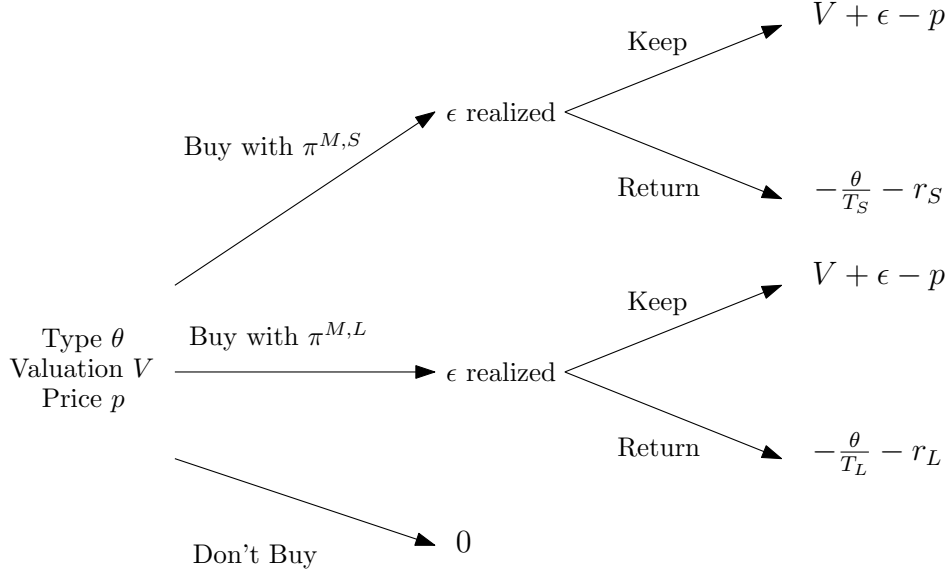 V + ϵ − p
Keep
Buy with π^{M,S}
ϵ realized
Return
−θ/T_S − r_S
V + ϵ − p
Keep
Type θ
Valuation V
Price p
Buy with π^{M,L}
ϵ realized
Return
−θ/T_L − r_L
Don't Buy
0